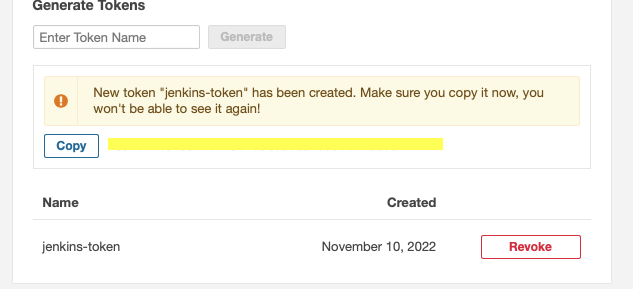 Generate Tokens
Enter Token Name
Generate
New token "jenkins-token" has been created. Make sure you copy it now, you
won't be able to see it again!
Copy
Name Created
jenkins-token November 10, 2022 Revoke